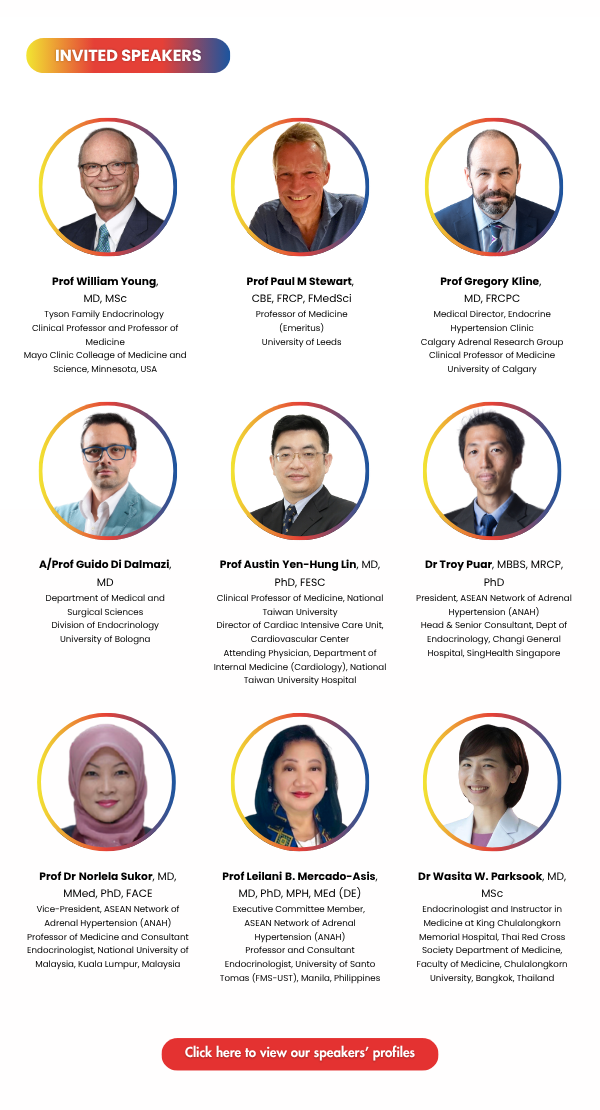 INVITED SPEAKERS
Prof William Young,
MD, MSc
Tyson Family Endocrinology
Clinical Professor and Professor of
Medicine
Mayo Clinic Colleage of Medicine and
Science, Minnesota, USA
Prof Paul M Stewart,
CBE, FRCP, FMedSci
Professor of Medicine
(Emeritus)
University of Leeds
Prof Gregory Kline,
MD, FRCPC
Medical Director, Endocrine
Hypertension Clinic
Calgary Adrenal Research Group
Clinical Professor of Medicine
University of Calgary
A/Prof Guido Di Dalmazi,
MD
Department of Medical and
Surgical Sciences
Division of Endocrinology
University of Bologna
Prof Austin Yen-Hung Lin, MD,
PhD, FESC
Clinical Professor of Medicine, National
Taiwan University
Director of Cardiac Intensive Care Unit,
Cardiovascular Center
Attending Physician, Department of
Internal Medicine (Cardiology), National
Taiwan University Hospital
Dr Troy Puar, MBBS, MRCP,
PhD
President, ASEAN Network of Adrenal
Hypertension (ANAH)
Head & Senior Consultant, Dept of
Endocrinology, Changi General
Hospital, SingHealth Singapore
Prof Dr Norlela Sukor, MD,
MMed, PhD, FACE
Vice-President, ASEAN Network of
Adrenal Hypertension (ANAH)
Professor of Medicine and Consultant
Endocrinologist, National University of
Malaysia, Kuala Lumpur, Malaysia
Prof Leilani B. Mercado-Asis,
MD, PhD, MPH, MEd (DE)
Executive Committee Member,
ASEAN Network of Adrenal
Hypertension (ANAH)
Professor and Consultant
Endocrinologist, University of Santo
Tomas (FMS-UST), Manila, Philippines
Dr Wasita W. Parksook, MD,
MSc
Endocrinologist and Instructor in
Medicine at King Chulalongkorn
Memorial Hospital, Thai Red Cross
Society Department of Medicine,
Faculty of Medicine, Chulalongkorn
University, Bangkok, Thailand
Click here to view our speakers' profiles